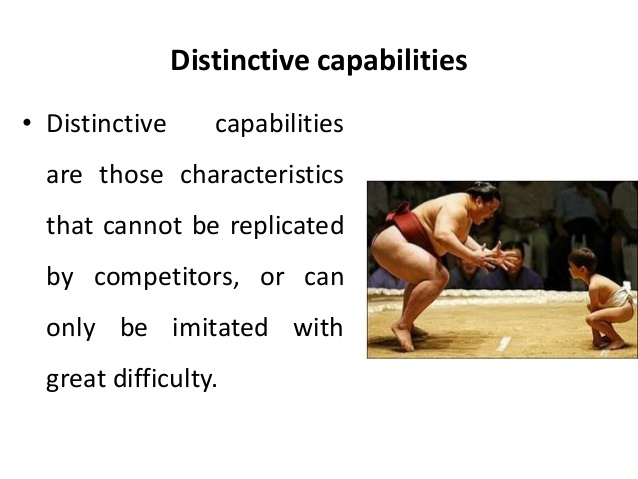 Distinctive capabilities
• Distinctive capabilities
are those characteristics
that cannot be replicated
by competitors, or can
only be imitated with
great difficulty.